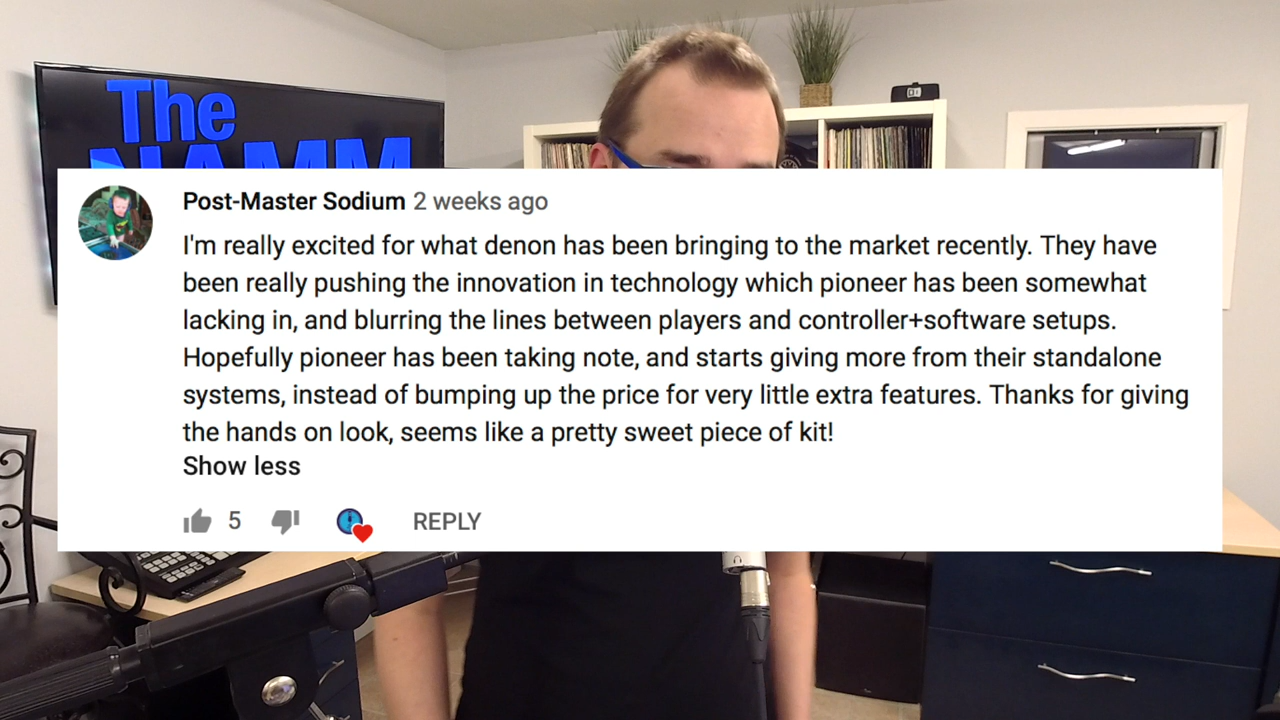 The
NAMM
Post-Master Sodium 2 weeks ago
I'm really excited for what denon has been bringing to the market recently. They have
been really pushing the innovation in technology which pioneer has been somewhat
lacking in, and blurring the lines between players and controller+software setups.
Hopefully pioneer has been taking note, and starts giving more from their standalone
systems, instead of bumping up the price for very little extra features. Thanks for giving
the hands on look, seems like a pretty sweet piece of kit!
Show less
5
REPLY